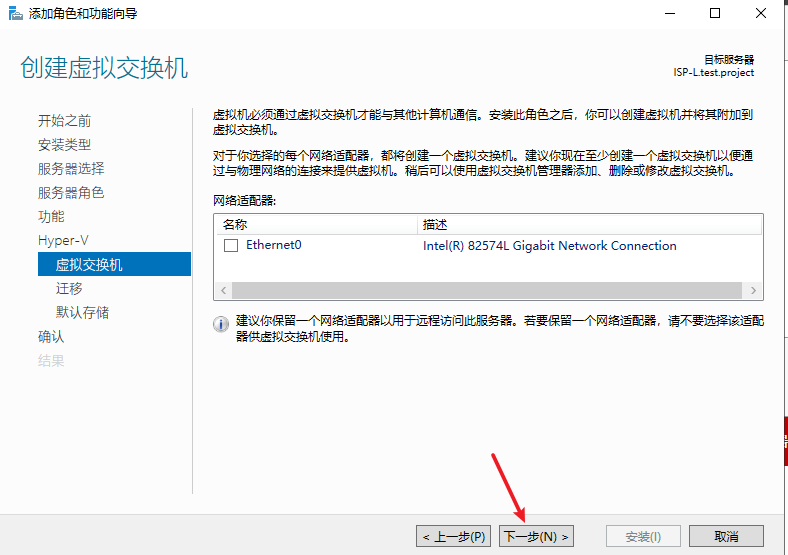 添加角色和功能向导
创建虚拟交换机
目标服务器
ISP-L.test.project
开始之前
安装类型
服务器选择
服务器角色
功能
Hyper-V
虚拟交换机
迁移
默认存储
确认
结果
虚拟机必须通过虚拟交换机才能与其他计算机通信。安装此角色之后，你可以创建虚拟机并将其附加到
虚拟交换机。
对于你选择的每个网络适配器，都将创建一个虚拟交换机。建议你现在至少创建一个虚拟交换机以便通
过与物理网络的连接来提供虚拟机。稍后可以使用虚拟交换机管理器添加、删除或修改虚拟交换机。
网络适配器:
名称 描述
Ethernet0 Intel(R) 82574L Gigabit Network Connection
建议你保留一个网络适配器以用于远程访问此服务器。若要保留一个网络适配器，请不要选择该适配
器供虚拟交换机使用。
< 上一步(P) 下一步(N) > 安装(I) 取消